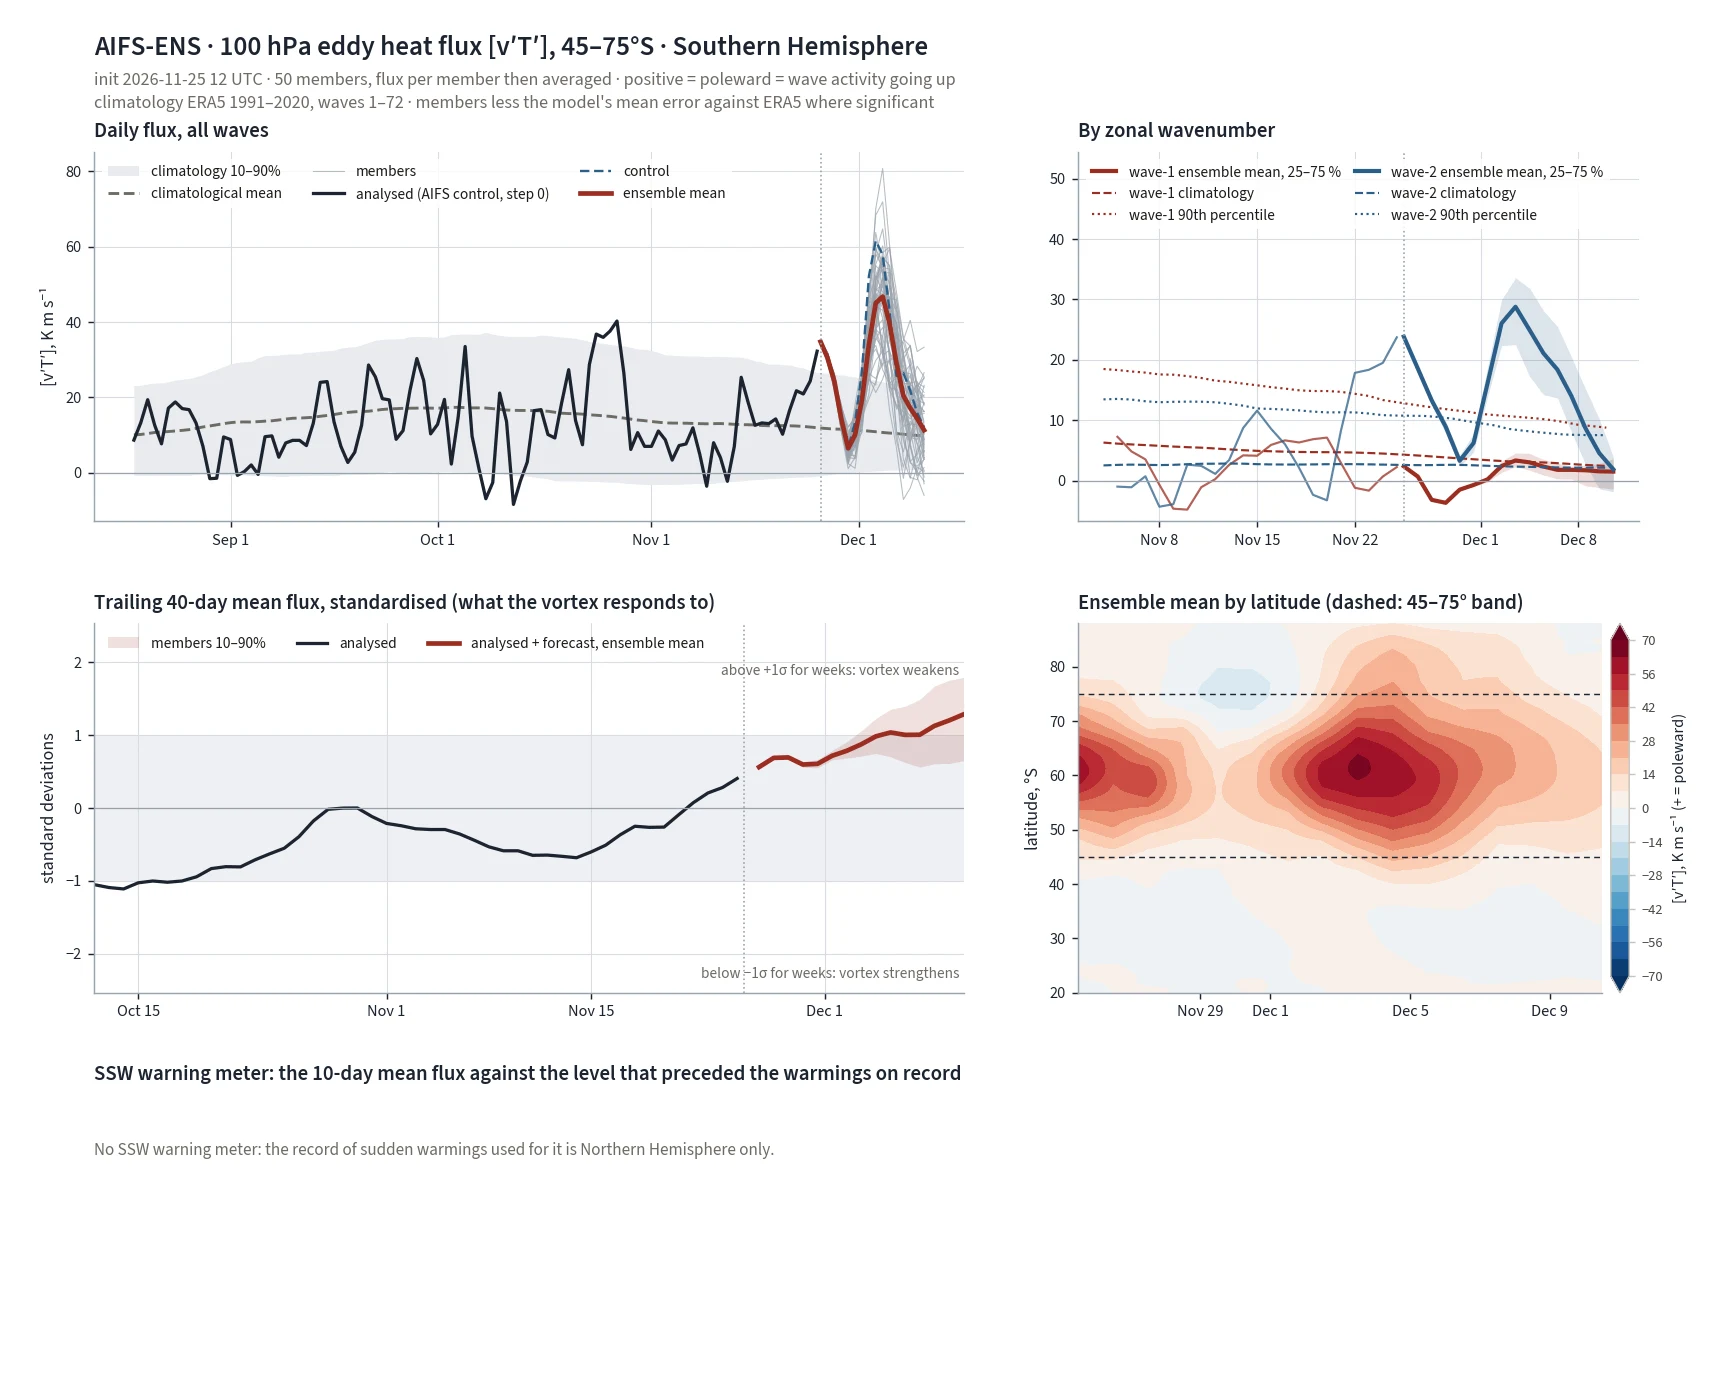 AIFS-ENS · 100 hPa eddy heat flux [v′T′], 45–75°S · Southern Hemisphere
init 2026-11-25 12 UTC · 50 members, flux per member then averaged · positive = poleward = wave activity going up
climatology ERA5 1991–2020, waves 1–72 · members less the model's mean error against ERA5 where significant
Daily flux, all waves
climatology 10–90%
climatological mean
members
analysed (AIFS control, step 0)
control
ensemble mean
[v′T′], K m s⁻¹
80
60
40
20
0
Sep 1
Oct 1
Nov 1
Dec 1
By zonal wavenumber
wave-1 ensemble mean, 25–75 %
wave-1 climatology
wave-1 90th percentile
wave-2 ensemble mean, 25–75 %
wave-2 climatology
wave-2 90th percentile
50
40
30
20
10
0
Nov 8
Nov 15
Nov 22
Dec 1
Dec 8
Trailing 40-day mean flux, standardised (what the vortex responds to)
members 10–90%
analysed
analysed + forecast, ensemble mean
above +1σ for weeks: vortex weakens
below −1σ for weeks: vortex strengthens
standard deviations
2
1
0
−1
−2
Oct 15
Nov 1
Nov 15
Dec 1
Ensemble mean by latitude (dashed: 45–75° band)
latitude, °S
80
70
60
50
40
30
20
Nov 29
Dec 1
Dec 5
Dec 9
70
56
42
28
14
0
−14
−28
−42
−56
−70
[v′T′], K m s⁻¹ (+ = poleward)
SSW warning meter: the 10-day mean flux against the level that preceded the warmings on record
No SSW warning meter: the record of sudden warmings used for it is Northern Hemisphere only.